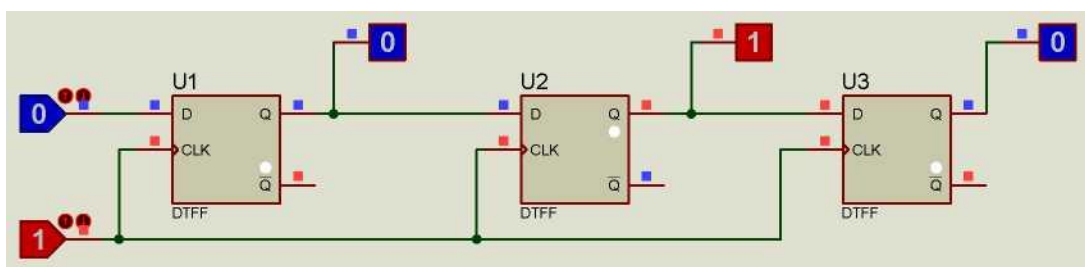 0
1
0
U1
U2
U3
0
D
Q
D
Q
D
Q
CLK
CLK
CLK
Q̅
Q̅
Q̅
DTFF
DTFF
DTFF
1